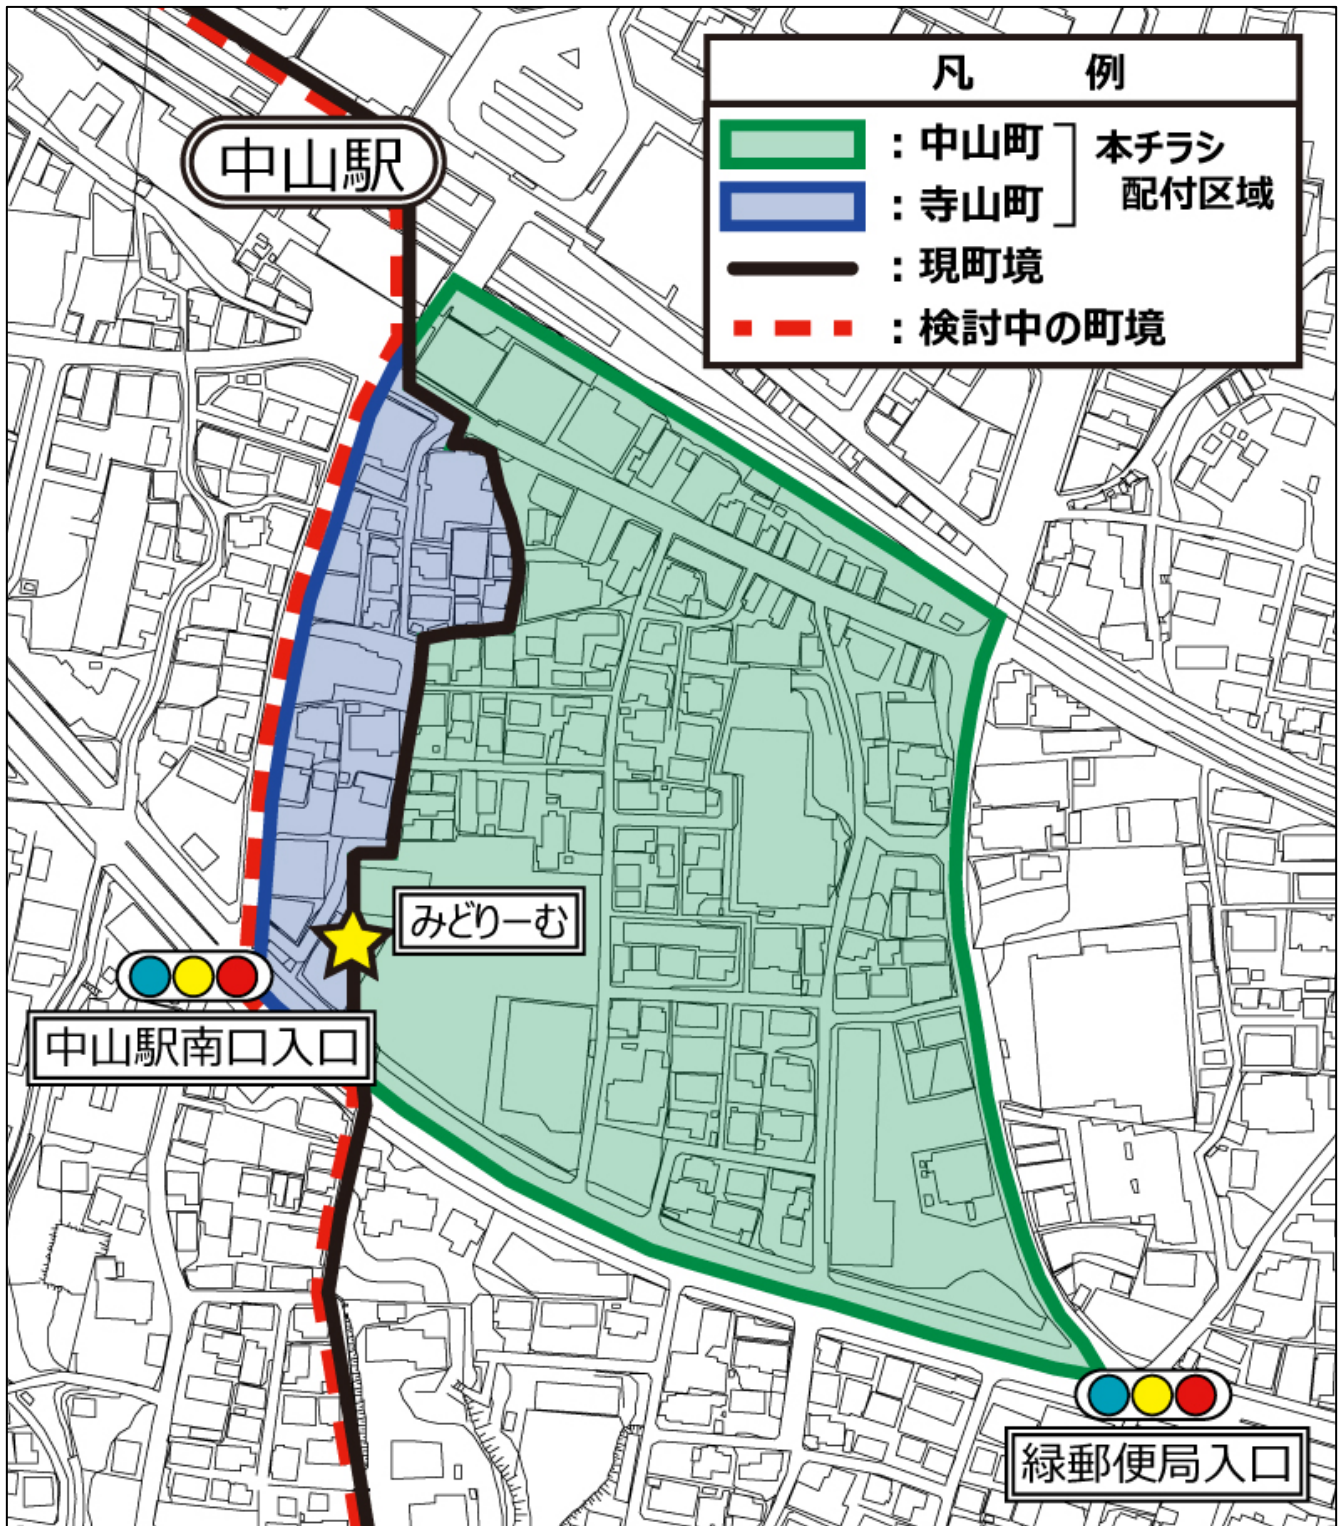 凡 例
：中山町
：寺山町
本チラシ
配付区域
：現町境
：検討中の町境
中山駅
みどりーむ
中山駅南口入口
緑郵便局入口